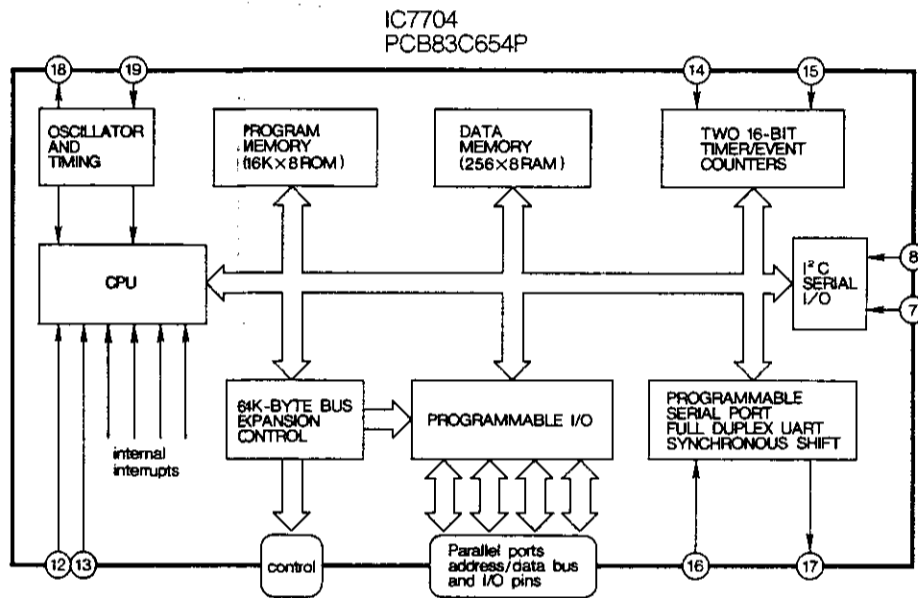 IC7704
PCB83C654P
18
19
14
15
OSCILLATOR
AND
TIMING
PROGRAM
MEMORY
(16K×8 ROM)
DATA
MEMORY
(256×8 RAM)
TWO 16-BIT
TIMER/EVENT
COUNTERS
CPU
I²C
SERIAL
I/O
8
7
64K-BYTE BUS
EXPANSION
CONTROL
PROGRAMMABLE I/O
PROGRAMMABLE
SERIAL PORT
FULL DUPLEX UART
SYNCHRONOUS SHIFT
internal
interrupts
12
13
control
Parallel ports
address/data bus
and I/O pins
16
17